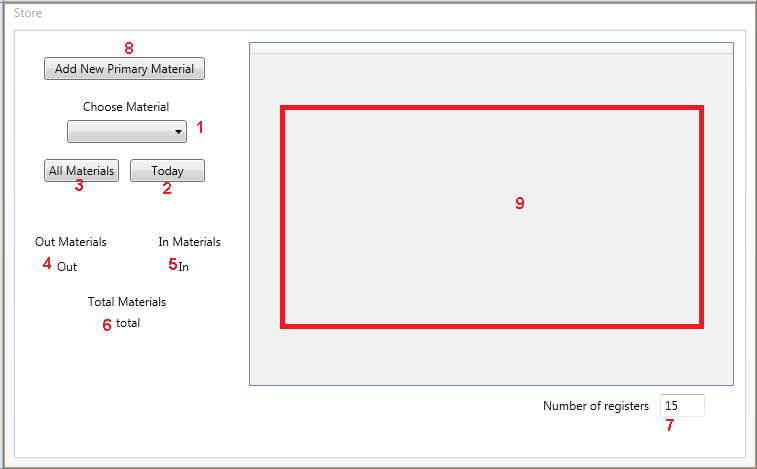 Store
8
Add New Primary Material
Choose Material
1
All Materials Today
3 2
Out Materials In Materials
4 Out 5 In
Total Materials
6 total
9
Number of registers 15
7